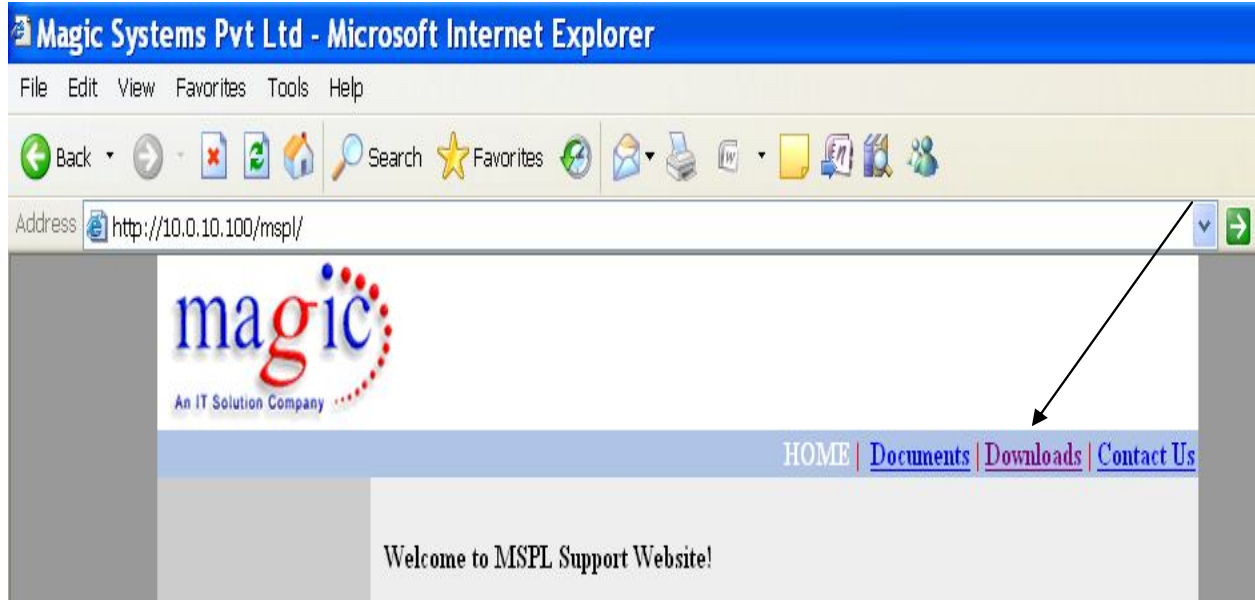 Magic Systems Pvt Ltd - Microsoft Internet Explorer
File Edit View Favorites Tools Help
Back Search Favorites
Address http://10.0.10.100/mspl/
magic
An IT Solution Company
HOME | Documents | Downloads | Contact Us
Welcome to MSPL Support Website!